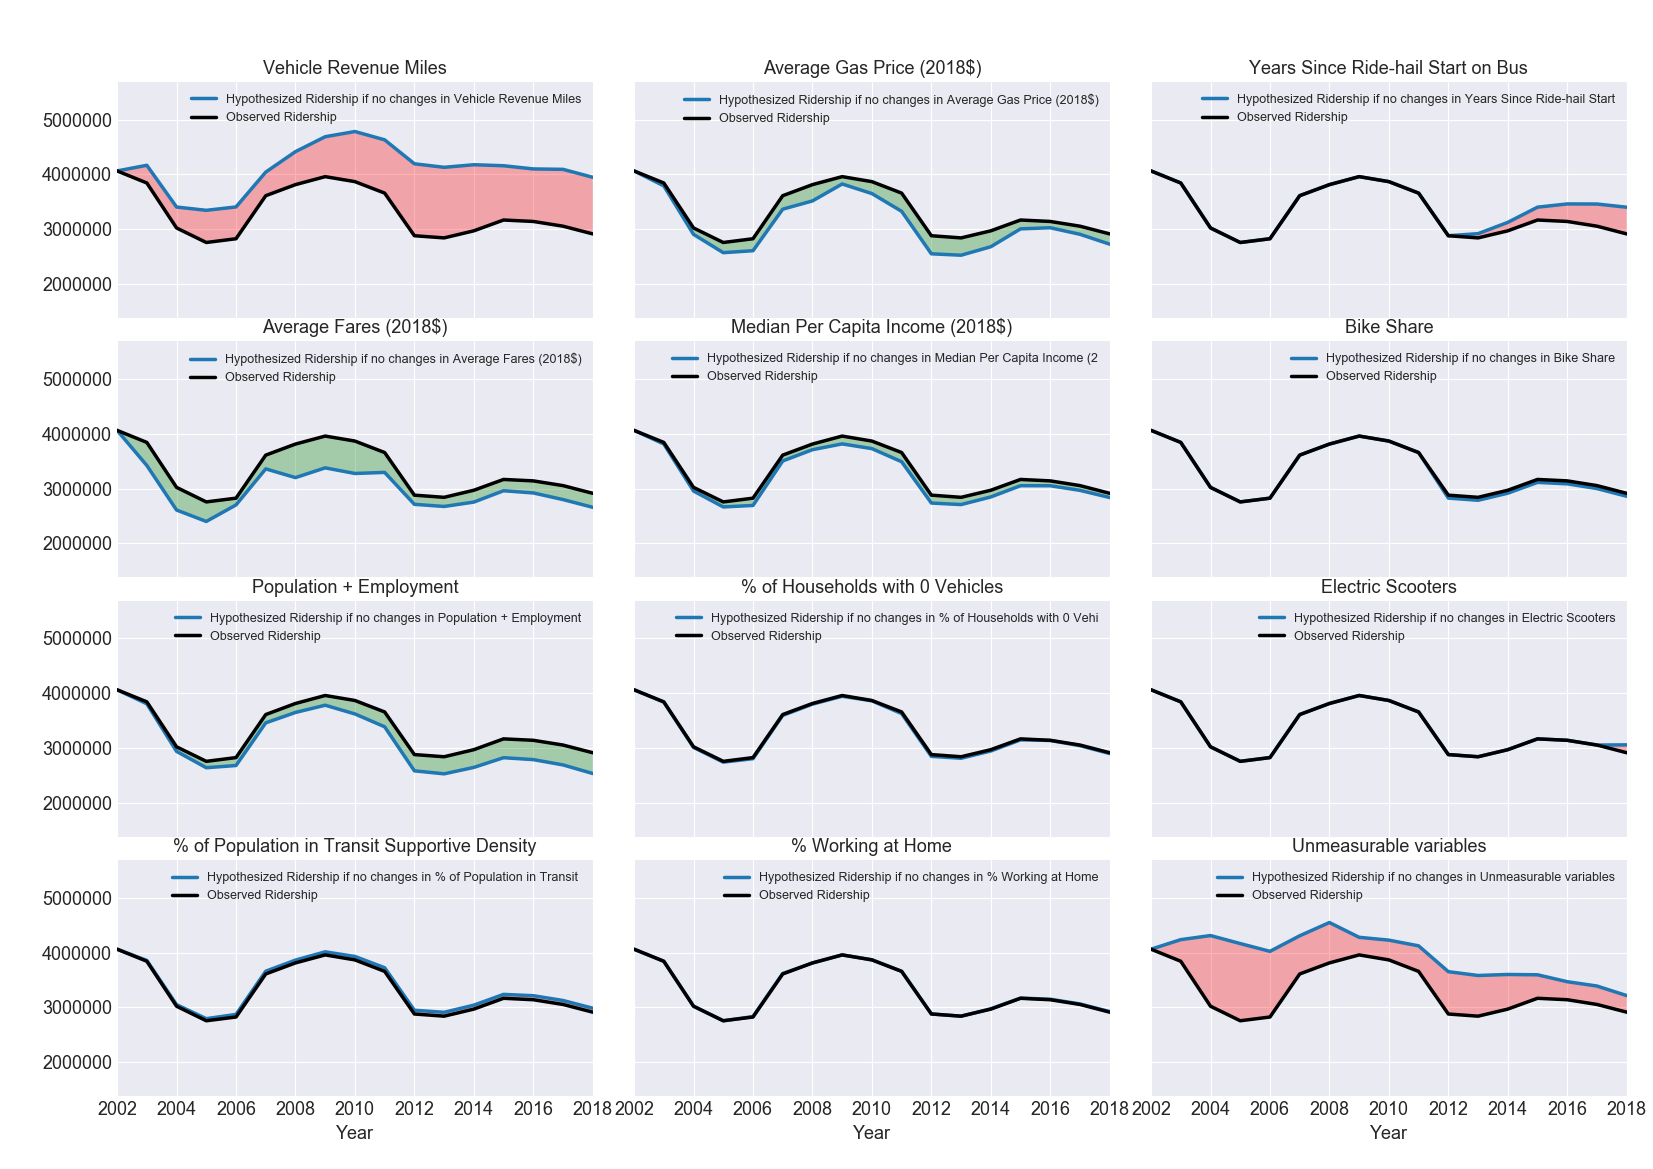 Vehicle Revenue Miles
Hypothesized Ridership if no changes in Vehicle Revenue Miles
Observed Ridership
5000000
4000000
3000000
2000000
Average Gas Price (2018$)
Hypothesized Ridership if no changes in Average Gas Price (2018$)
Observed Ridership
Years Since Ride-hail Start on Bus
Hypothesized Ridership if no changes in Years Since Ride-hail Start
Observed Ridership
Average Fares (2018$)
Hypothesized Ridership if no changes in Average Fares (2018$)
Observed Ridership
5000000
4000000
3000000
2000000
Median Per Capita Income (2018$)
Hypothesized Ridership if no changes in Median Per Capita Income (2
Observed Ridership
Bike Share
Hypothesized Ridership if no changes in Bike Share
Observed Ridership
Population + Employment
Hypothesized Ridership if no changes in Population + Employment
Observed Ridership
5000000
4000000
3000000
2000000
% of Households with 0 Vehicles
Hypothesized Ridership if no changes in % of Households with 0 Vehi
Observed Ridership
Electric Scooters
Hypothesized Ridership if no changes in Electric Scooters
Observed Ridership
% of Population in Transit Supportive Density
Hypothesized Ridership if no changes in % of Population in Transit
Observed Ridership
5000000
4000000
3000000
2000000
2002 2004 2006 2008 2010 2012 2014 2016 2018
Year
% Working at Home
Hypothesized Ridership if no changes in % Working at Home
Observed Ridership
2002 2004 2006 2008 2010 2012 2014 2016 2018
Year
Unmeasurable variables
Hypothesized Ridership if no changes in Unmeasurable variables
Observed Ridership
2002 2004 2006 2008 2010 2012 2014 2016 2018
Year